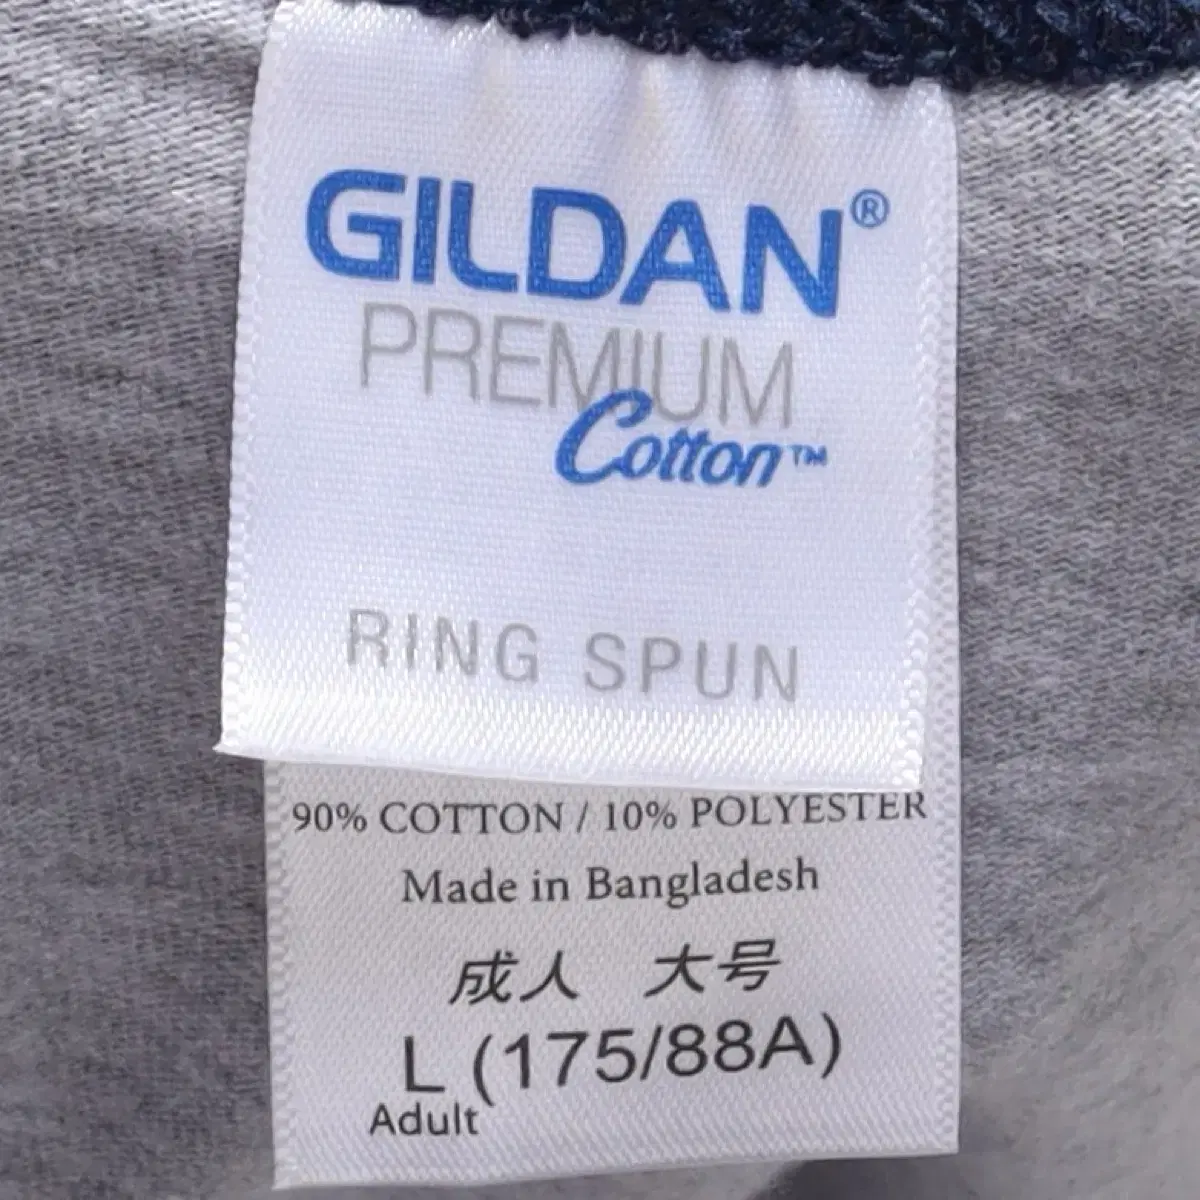 GILDAN®
PREMIUM
Cotton™
RING SPUN
90% COTTON / 10% POLYESTER
Made in Bangladesh
成人 大号
L (175/88A)
Adult